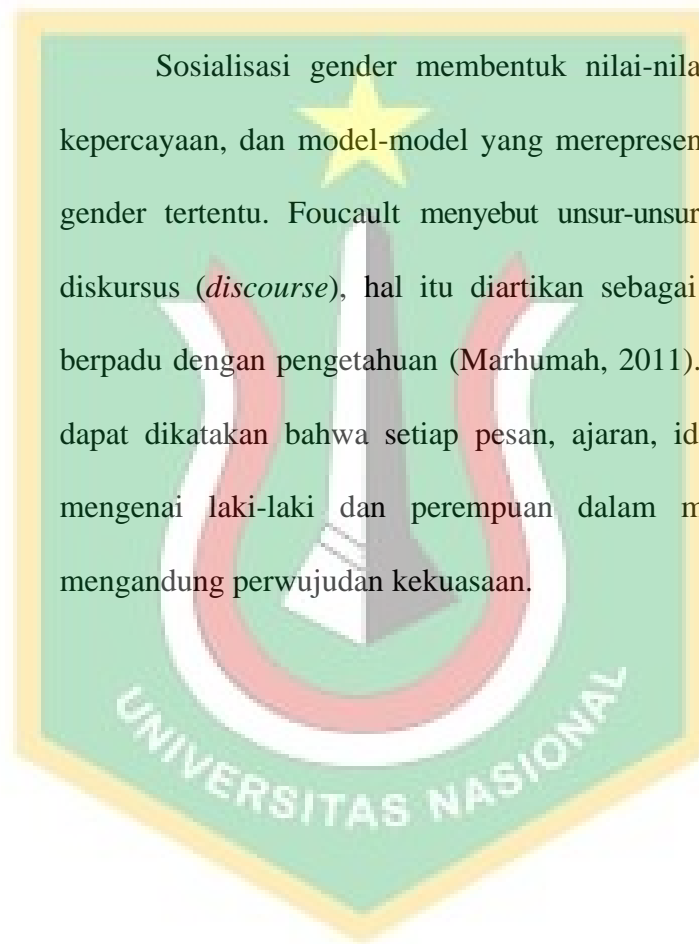 Sosialisasi gender membentuk nilai-nila
kepercayaan, dan model-model yang merepresen
gender tertentu. Foucault menyebut unsur-unsur
diskursus (discourse), hal itu diartikan sebagai
berpadu dengan pengetahuan (Marhumah, 2011).
dapat dikatakan bahwa setiap pesan, ajaran, id
mengenai laki-laki dan perempuan dalam m
mengandung perwujudan kekuasaan.
UNIVERSITAS NASIONAL